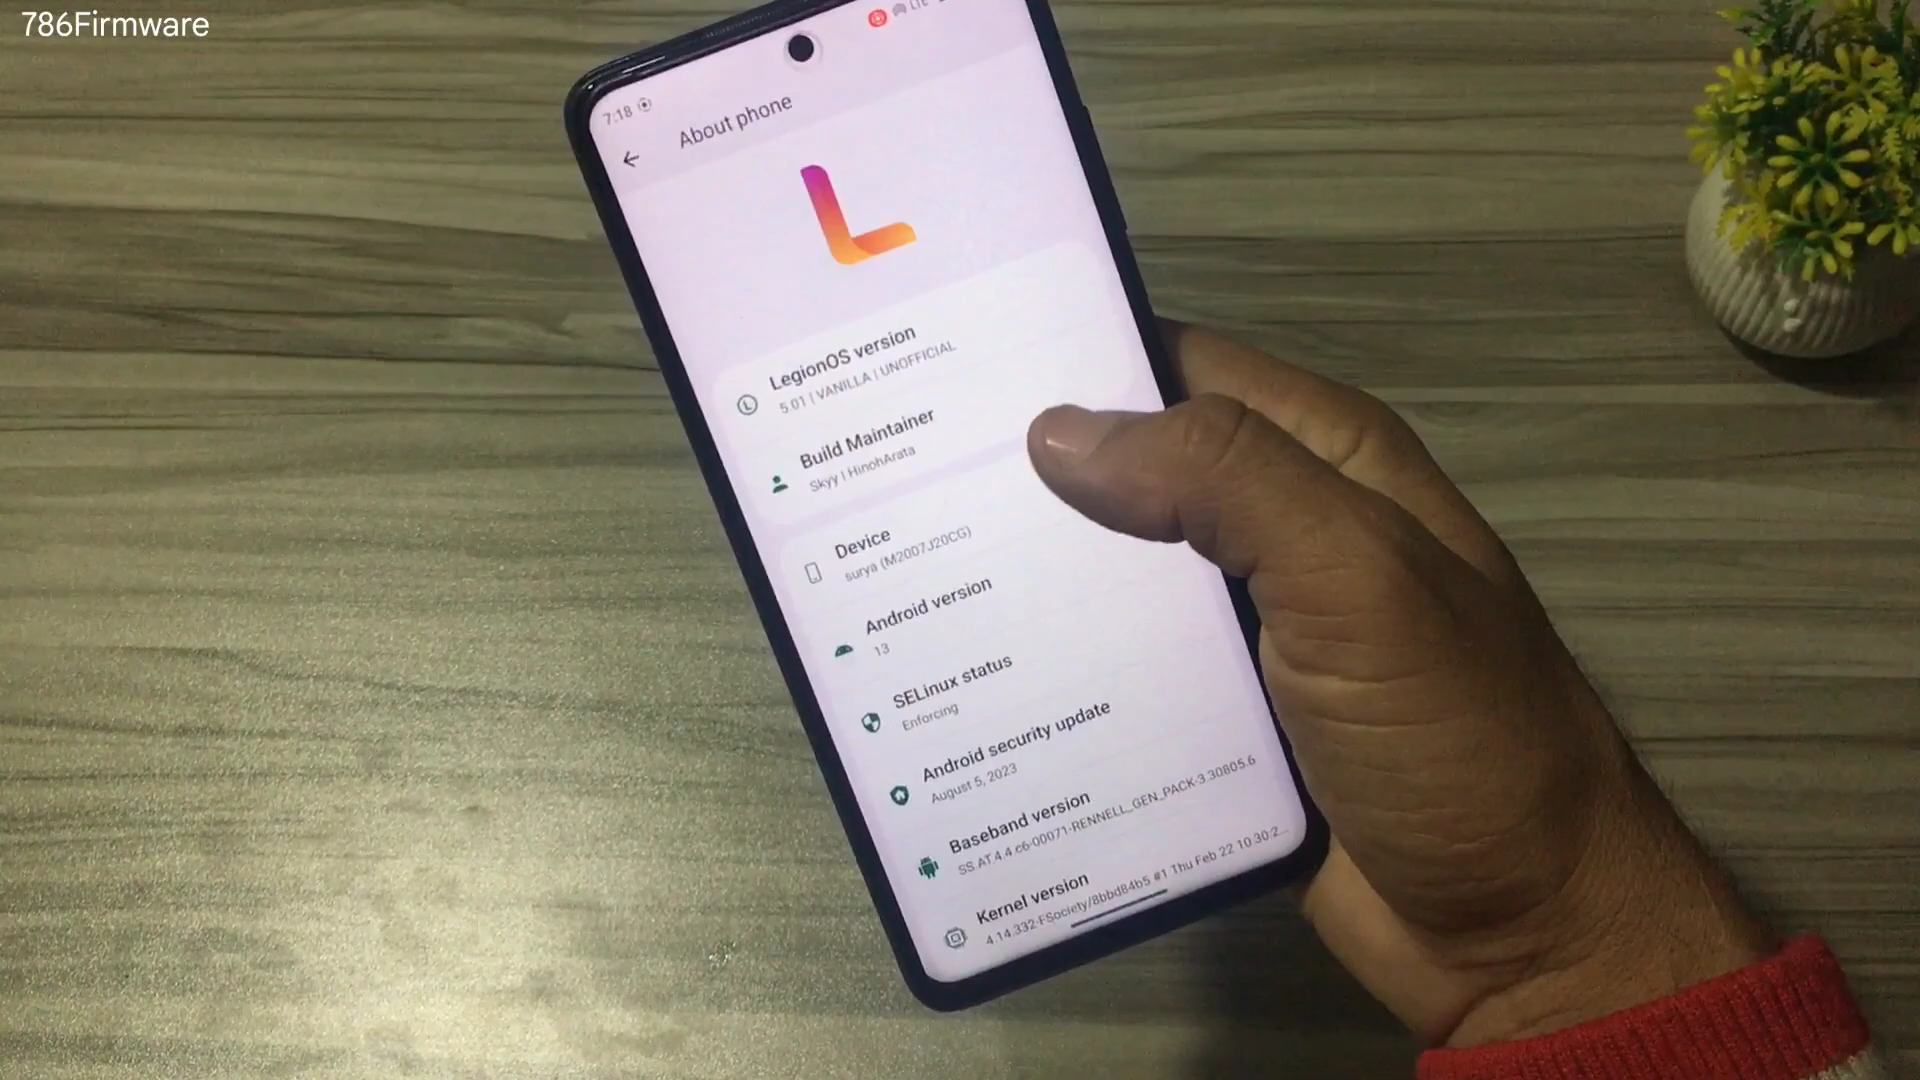 786Firmware
7:18
LTE
About phone
LegionOS version
5.01 | VANILLA | UNOFFICIAL
Build Maintainer
Skyy | HinohArata
Device
surya (M2007J20CG)
Android version
13
SELinux status
Enforcing
Android security update
August 5, 2023
Baseband version
SS.AT.4.4.c6-00071-RENNELL_GEN_PACK-3.30805.6
Kernel version
4.14.332-FSociety/8bbd84b5 #1 Thu Feb 22 10:30:2...